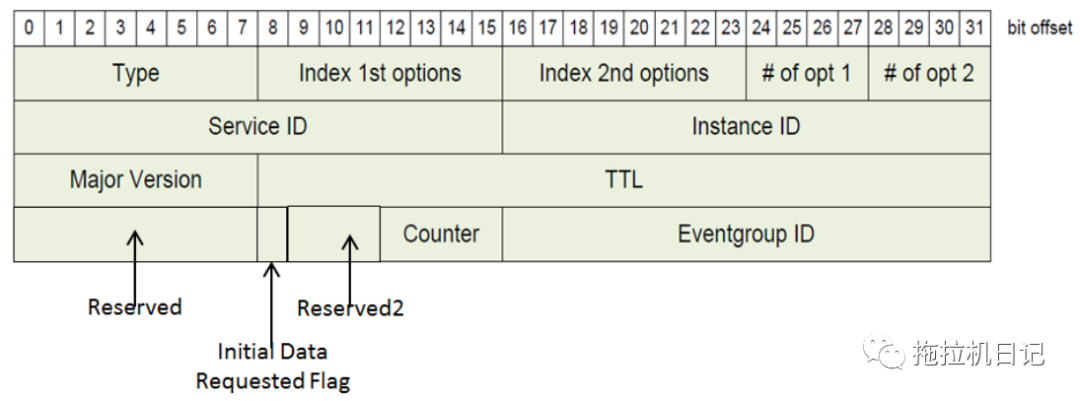 0 1 2 3 4 5 6 7 8 9 10 11 12 13 14 15 16 17 18 19 20 21 22 23 24 25 26 27 28 29 30 31 bit offset
Type Index 1st options Index 2nd options # of opt 1 # of opt 2
Service ID Instance ID
Major Version TTL
Counter Eventgroup ID
Reserved Reserved2
Initial Data
Requested Flag
拖拉机日记